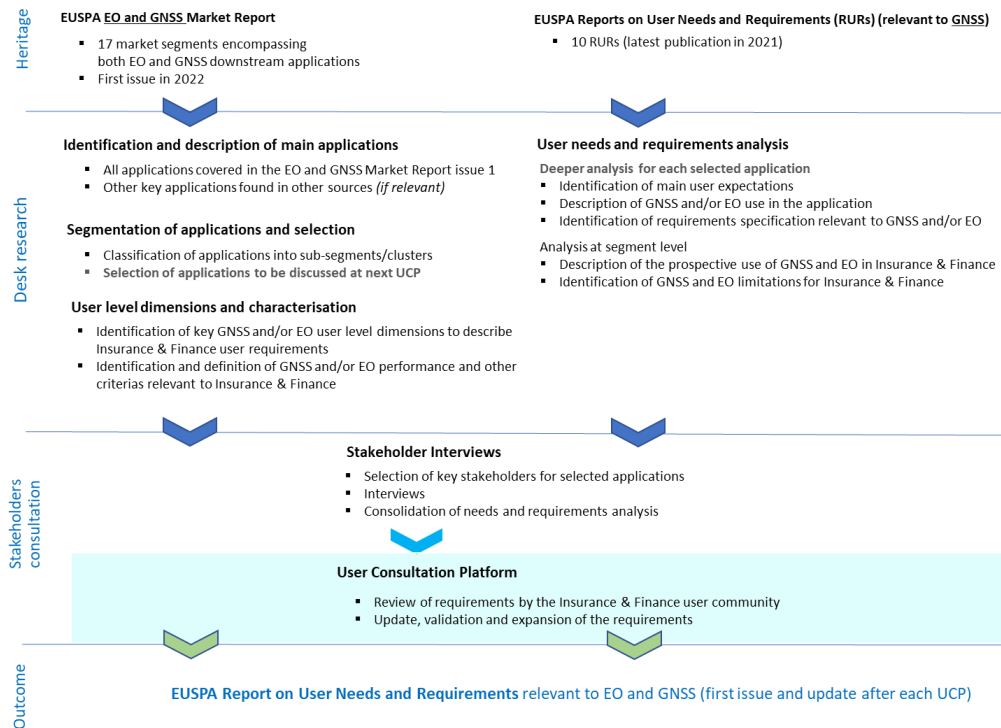 Heritage
EUSPA EO and GNSS Market Report
▪ 17 market segments encompassing
both EO and GNSS downstream applications
▪ First issue in 2022
EUSPA Reports on User Needs and Requirements (RURs) (relevant to GNSS)
▪ 10 RURs (latest publication in 2021)
Desk research
Identification and description of main applications
▪ All applications covered in the EO and GNSS Market Report issue 1
▪ Other key applications found in other sources (if relevant)
Segmentation of applications and selection
▪ Classification of applications into sub-segments/clusters
▪ Selection of applications to be discussed at next UCP
User level dimensions and characterisation
▪ Identification of key GNSS and/or EO user level dimensions to describe
Insurance & Finance user requirements
▪ Identification and definition of GNSS and/or EO performance and other
criterias relevant to Insurance & Finance
User needs and requirements analysis
Deeper analysis for each selected application
▪ Identification of main user expectations
▪ Description of GNSS and/or EO use in the application
▪ Identification of requirements specification relevant to GNSS and/or EO
Analysis at segment level
▪ Description of the prospective use of GNSS and EO in Insurance & Finance
▪ Identification of GNSS and EO limitations for Insurance & Finance
Stakeholders
consultation
Stakeholder Interviews
▪ Selection of key stakeholders for selected applications
▪ Interviews
▪ Consolidation of needs and requirements analysis
User Consultation Platform
▪ Review of requirements by the Insurance & Finance user community
▪ Update, validation and expansion of the requirements
Outcome
EUSPA Report on User Needs and Requirements relevant to EO and GNSS (first issue and update after each UCP)